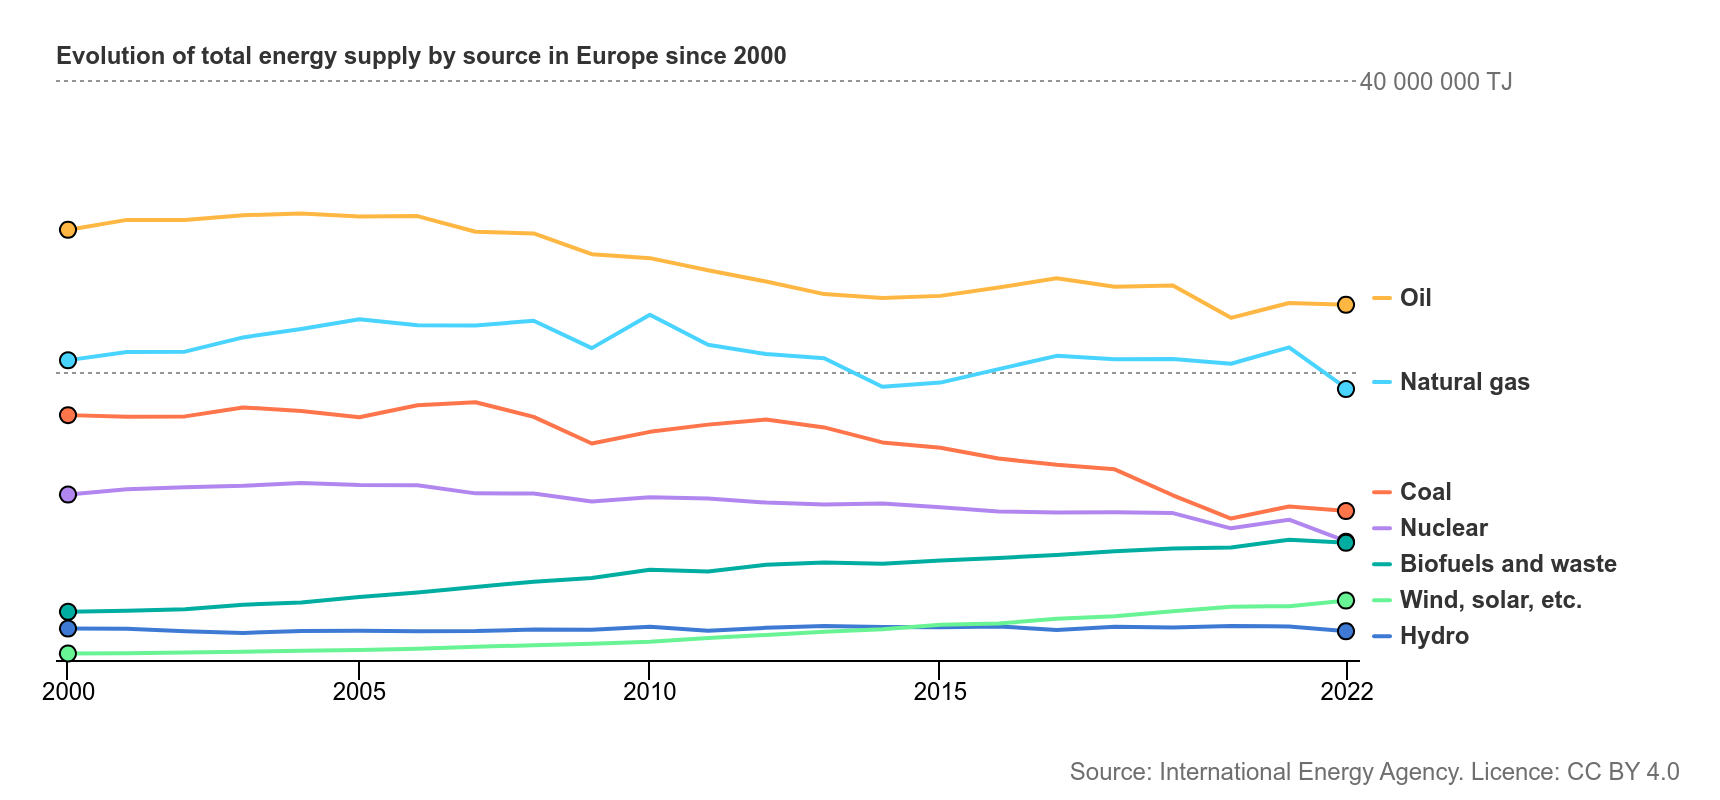 Evolution of total energy supply by source in Europe since 2000
40 000 000 TJ
Oil
Natural gas
Coal
Nuclear
Biofuels and waste
Wind, solar, etc.
Hydro
2000 2005 2010 2015 2022
Source: International Energy Agency. Licence: CC BY 4.0